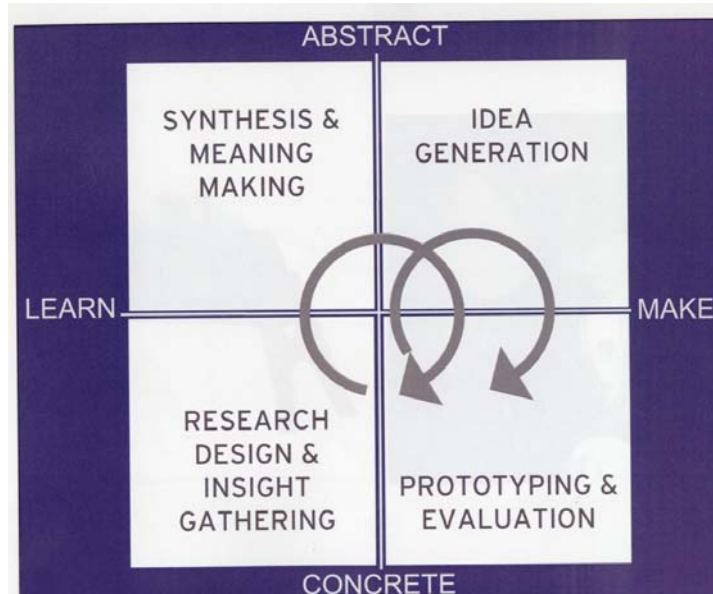 ABSTRACT
SYNTHESIS &
MEANING
MAKING
IDEA
GENERATION
LEARN
MAKE
RESEARCH
DESIGN &
INSIGHT
GATHERING
PROTOTYPING &
EVALUATION
CONCRETE